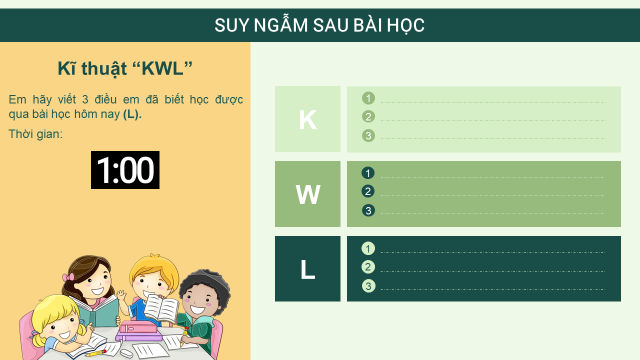 SUY NGẪM SAU BÀI HỌC
Kĩ thuật “KWL”
Em hãy viết 3 điều em đã biết học được
qua bài học hôm nay (L).
Thời gian:
1:00
K
1
2
3
W
1
2
3
L
1
2
3